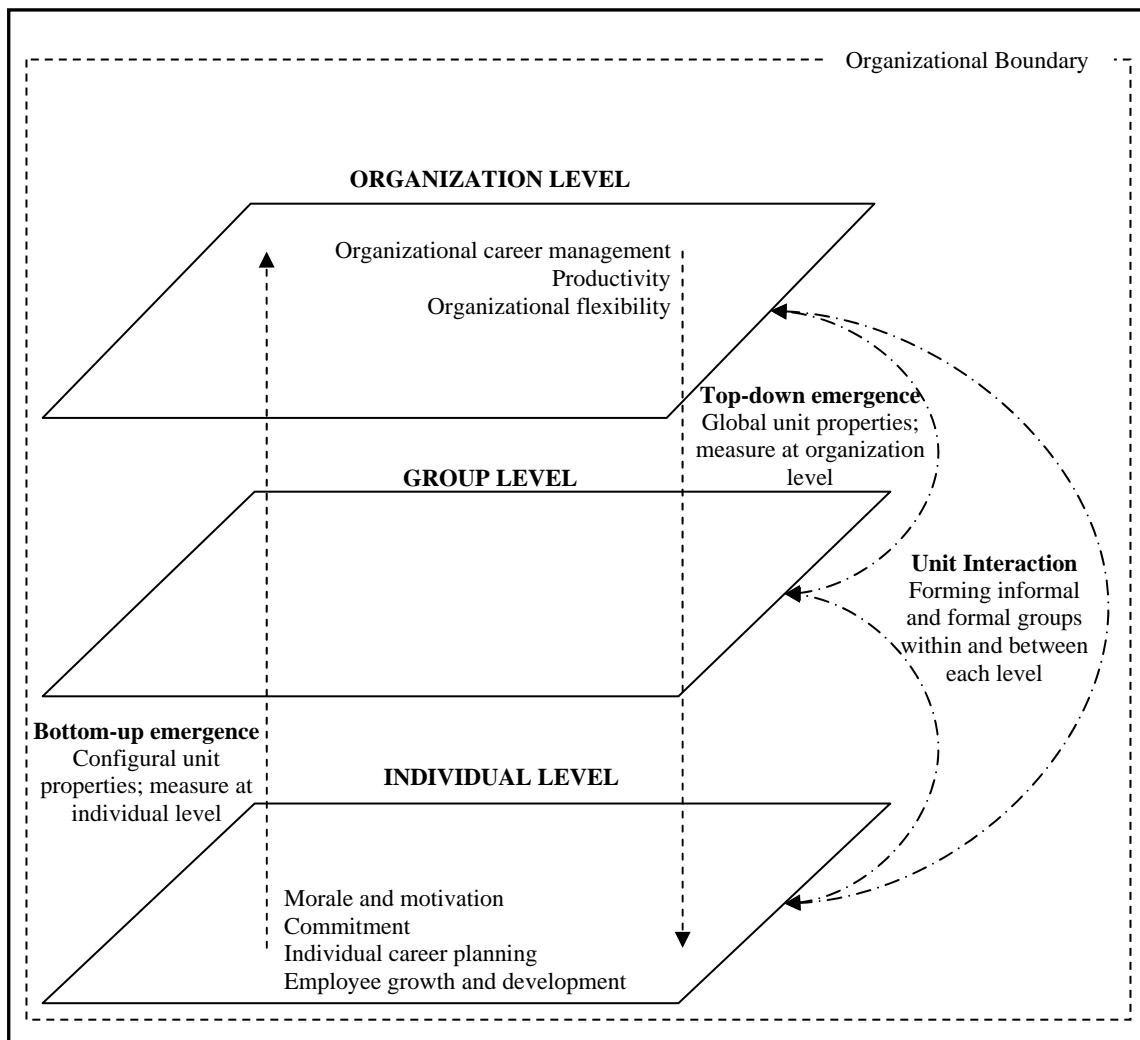 Organizational Boundary
ORGANIZATION LEVEL
Organizational career management
Productivity
Organizational flexibility
Top-down emergence
Global unit properties;
measure at organization
level
GROUP LEVEL
Unit Interaction
Forming informal
and formal groups
within and between
each level
Bottom-up emergence
Configural unit
properties; measure at
individual level
INDIVIDUAL LEVEL
Morale and motivation
Commitment
Individual career planning
Employee growth and development